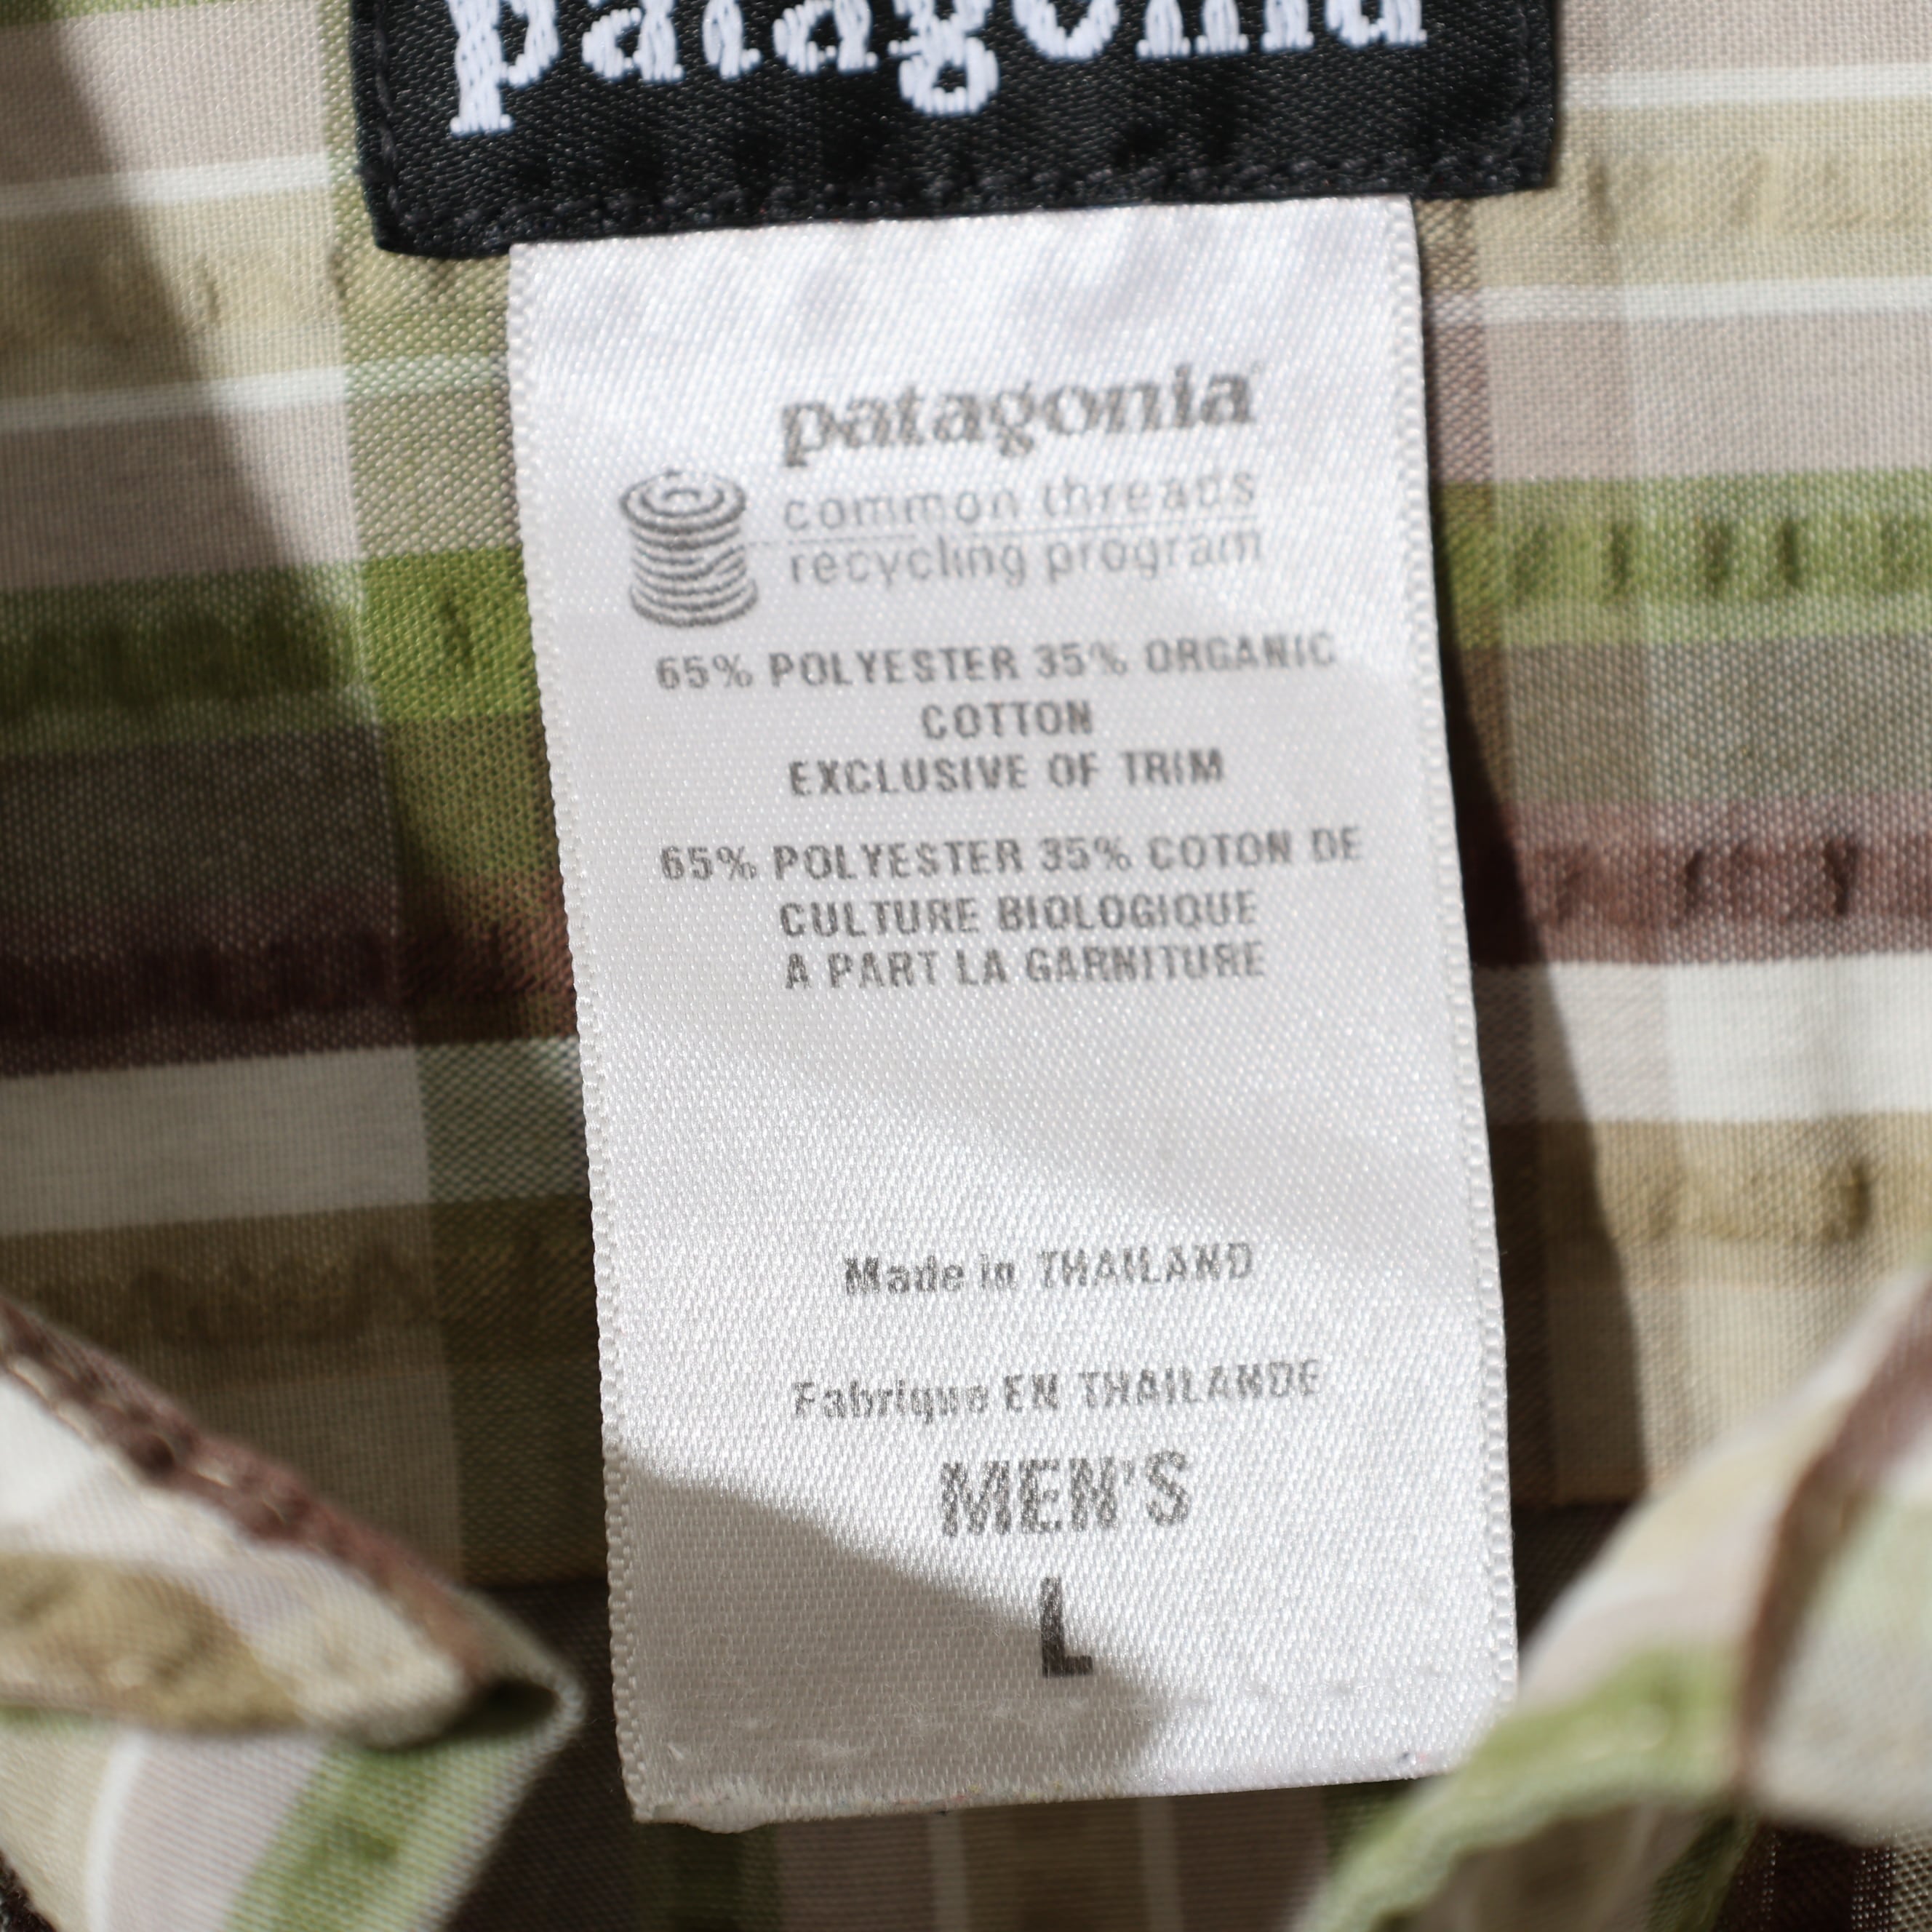 patagonia
patagonia
common threads
recycling program
65% POLYESTER 35% ORGANIC
COTTON
EXCLUSIVE OF TRIM
65% POLYESTER 35% COTON DE
CULTURE BIOLOGIQUE
A PART LA GARNITURE
Made in THAILAND
Fabrique EN THAILANDE
MEN'S
L